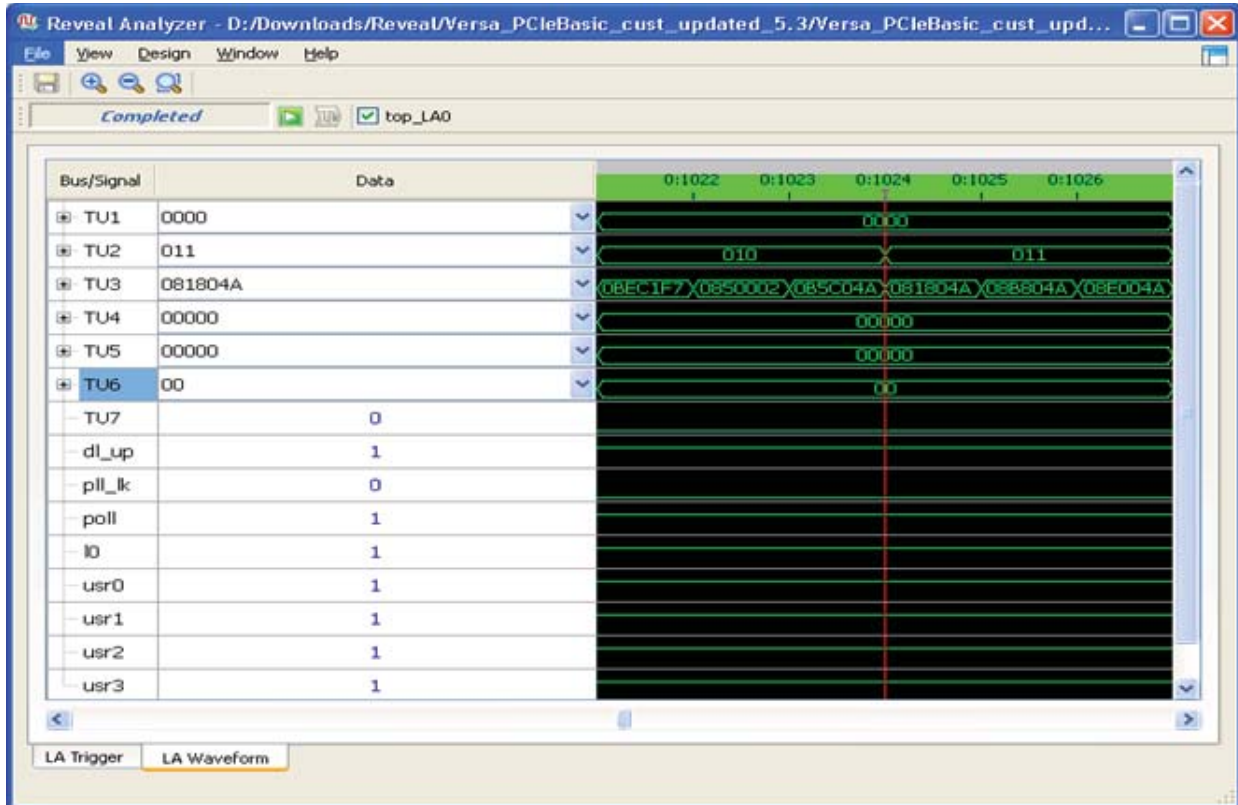 Reveal Analyzer - D:/Downloads/Reveal/Versa_PCIeBasic_cust_updated_5.3/Versa_PCIeBasic_cust_upd...
File View Design Window Help
Completed top_LA0
Bus/Signal Data 0:1022 0:1023 0:1024 0:1025 0:1026
TU1 0000 0000
TU2 011 010 011
TU3 081804A 0BEC1F7 0850002 0B5C04A 081804A 08B804A 08E004A
TU4 00000 00000
TU5 00000 00000
TU6 00 00
TU7 0
dl_up 1
pll_lk 0
poll 1
l0 1
usr0 1
usr1 1
usr2 1
usr3 1
LA Trigger LA Waveform